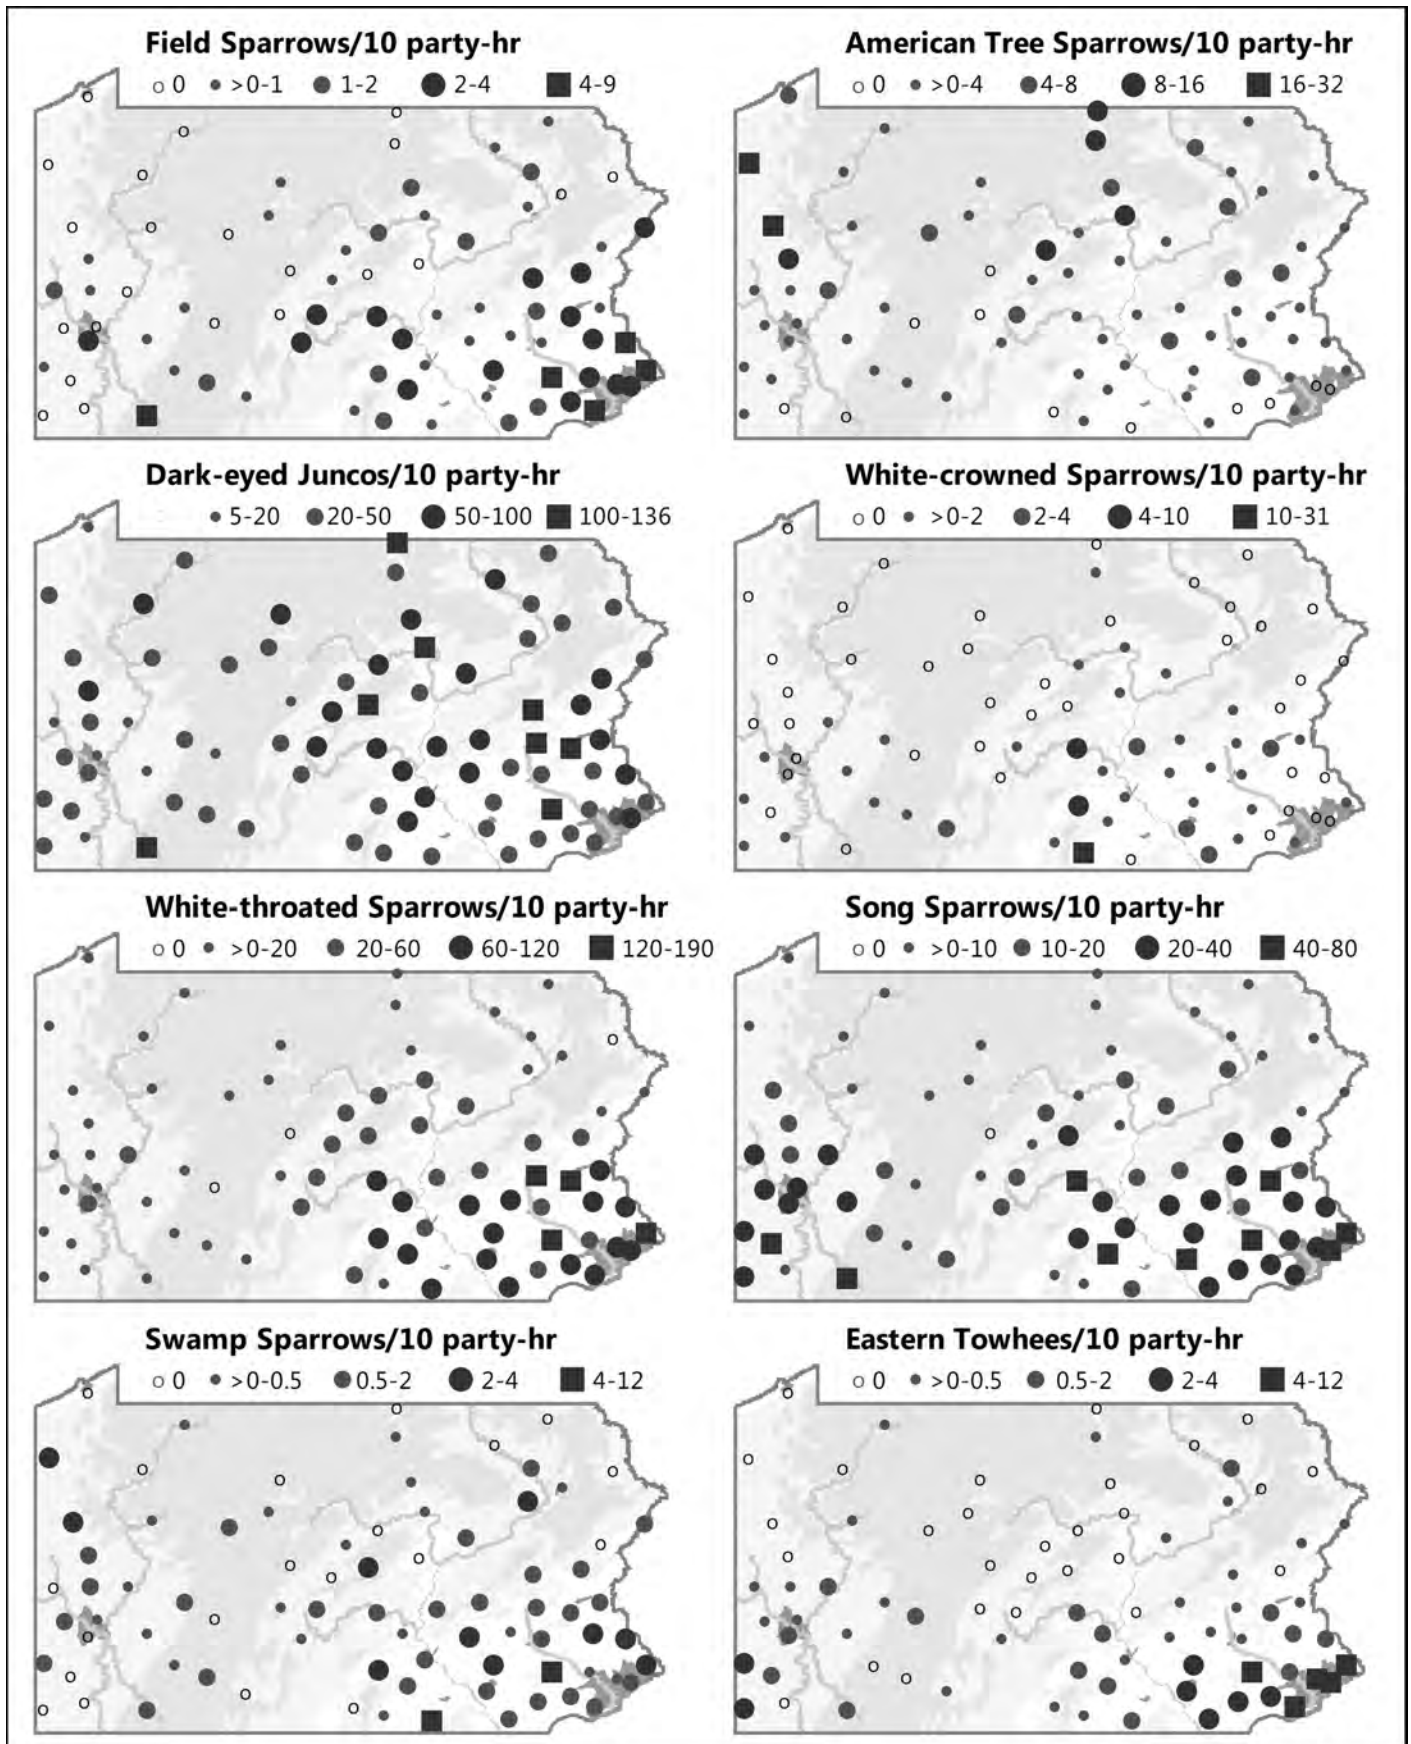 Field Sparrows/10 party-hr
o 0 >0-1 1-2 2-4 4-9
American Tree Sparrows/10 party-hr
o 0 >0-4 4-8 8-16 16-32
Dark-eyed Juncos/10 party-hr
5-20 20-50 50-100 100-136
White-crowned Sparrows/10 party-hr
o 0 >0-2 2-4 4-10 10-31
White-throated Sparrows/10 party-hr
o 0 >0-20 20-60 60-120 120-190
Song Sparrows/10 party-hr
o 0 >0-10 10-20 20-40 40-80
Swamp Sparrows/10 party-hr
o 0 >0-0.5 0.5-2 2-4 4-12
Eastern Towhees/10 party-hr
o 0 >0-0.5 0.5-2 2-4 4-12